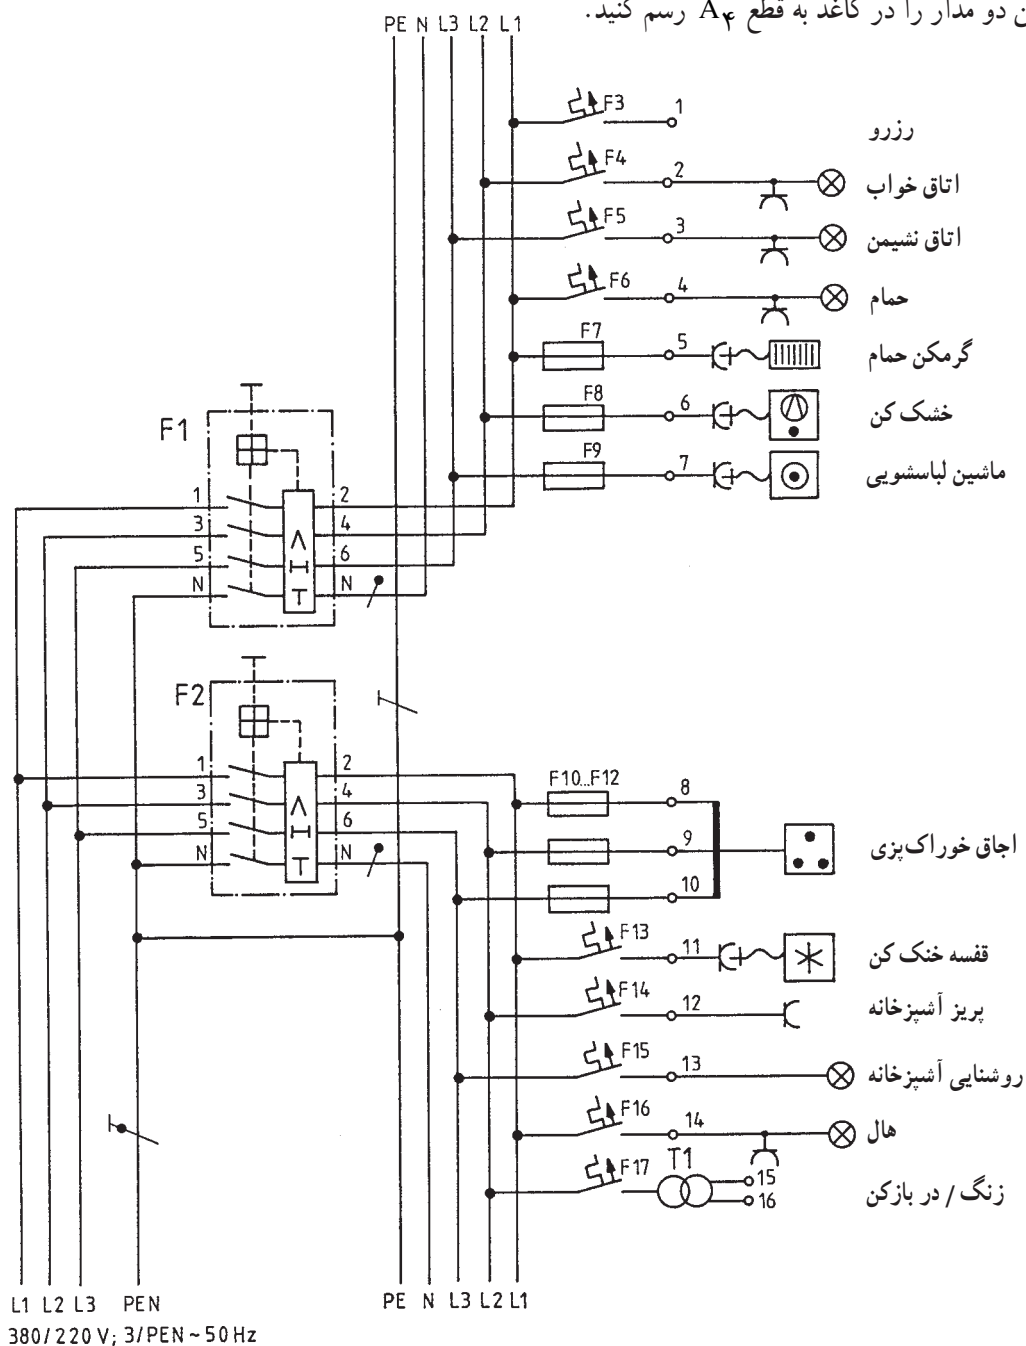 ن دو مدار را در کاغذ به قطع A۴ رسم کنید.
PE N L3 L2 L1
F3 1 رزرو
F4 2 اتاق خواب
F5 3 اتاق نشیمن
F6 4 حمام
F7 5 گرمکن حمام
F8 6 خشک کن
F9 7 ماشین لباسشویی
F1
1 2
3 4
5 6
N N
F2
1 2
3 4
5 6
N N
F10...F12 8
9 اجاق خوراک‌پزی
10
F13 11 قفسه خنک کن
F14 12 پریز آشپزخانه
F15 13 روشنایی آشپزخانه
F16 14 هال
F17 T1 15 زنگ / در بازکن
16
L1 L2 L3 PEN PE N L3 L2 L1
380/220 V; 3/PEN ~ 50 Hz